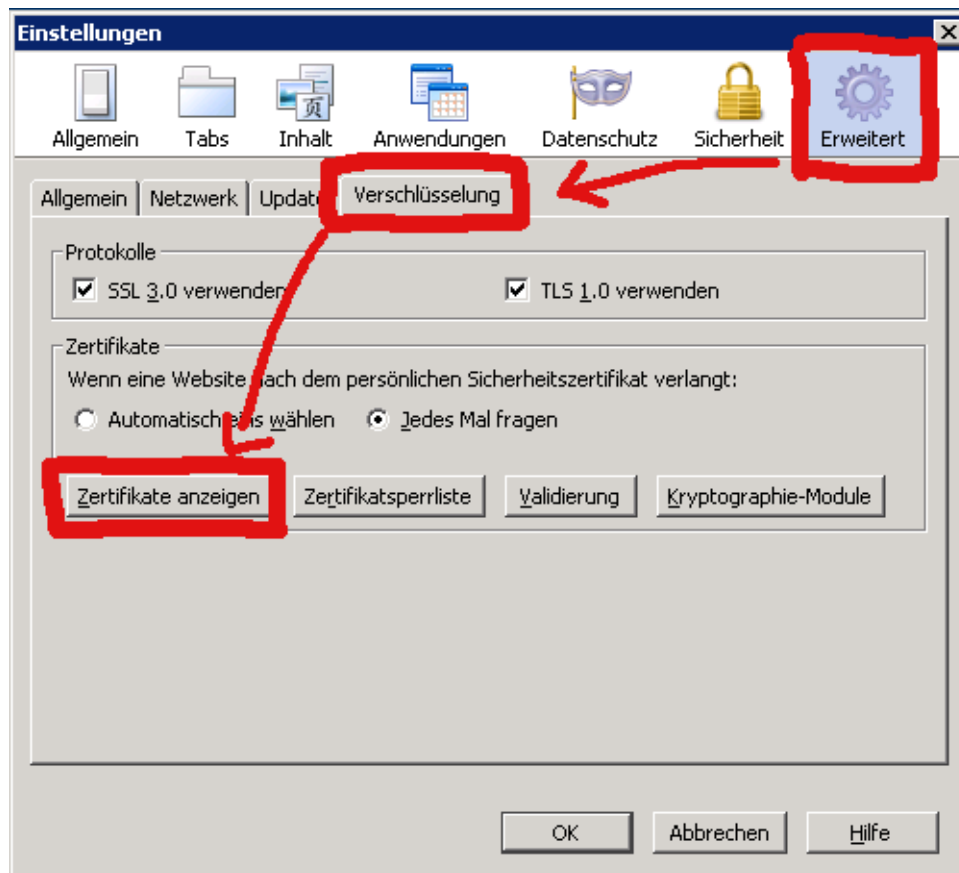 Einstellungen
Allgemein Tabs Inhalt Anwendungen Datenschutz Sicherheit Erweitert
Allgemein Netzwerk Update Verschlüsselung
Protokolle
SSL 3.0 verwenden TLS 1.0 verwenden
Zertifikate
Wenn eine Website nach dem persönlichen Sicherheitszertifikat verlangt:
Automatisch eins wählen Jedes Mal fragen
Zertifikate anzeigen Zertifikatsperrliste Validierung Kryptographie-Module
OK Abbrechen Hilfe
页